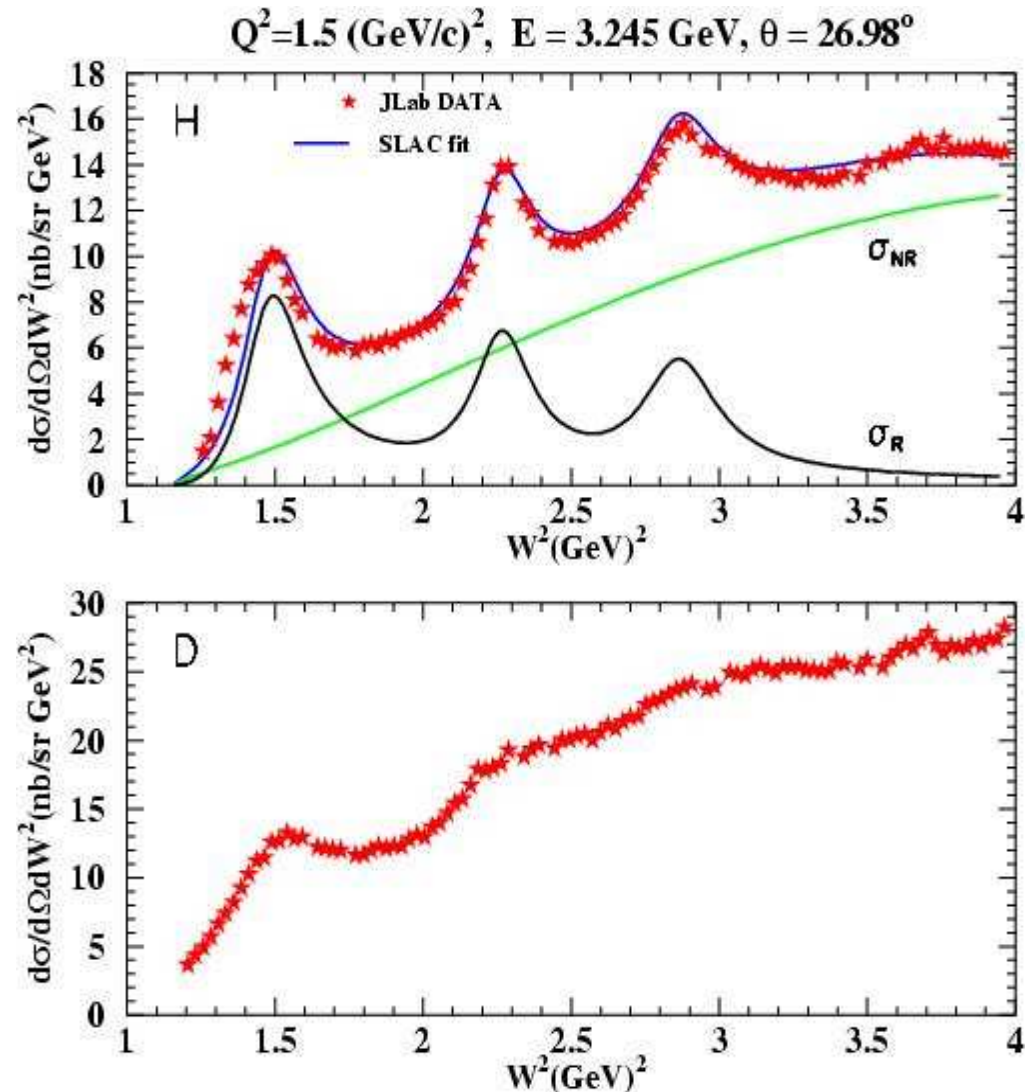 Q²=1.5 (GeV/c)², E = 3.245 GeV, θ = 26.98°
dσ/dΩdW²(nb/sr GeV²)
18
16
14
12
10
8
6
4
2
0
H
JLab DATA
SLAC fit
σNR
σR
1 1.5 2 2.5 3 3.5 4
W²(GeV)²
dσ/dΩdW²(nb/sr GeV²)
30
25
20
15
10
5
0
D
1 1.5 2 2.5 3 3.5 4
W²(GeV)²